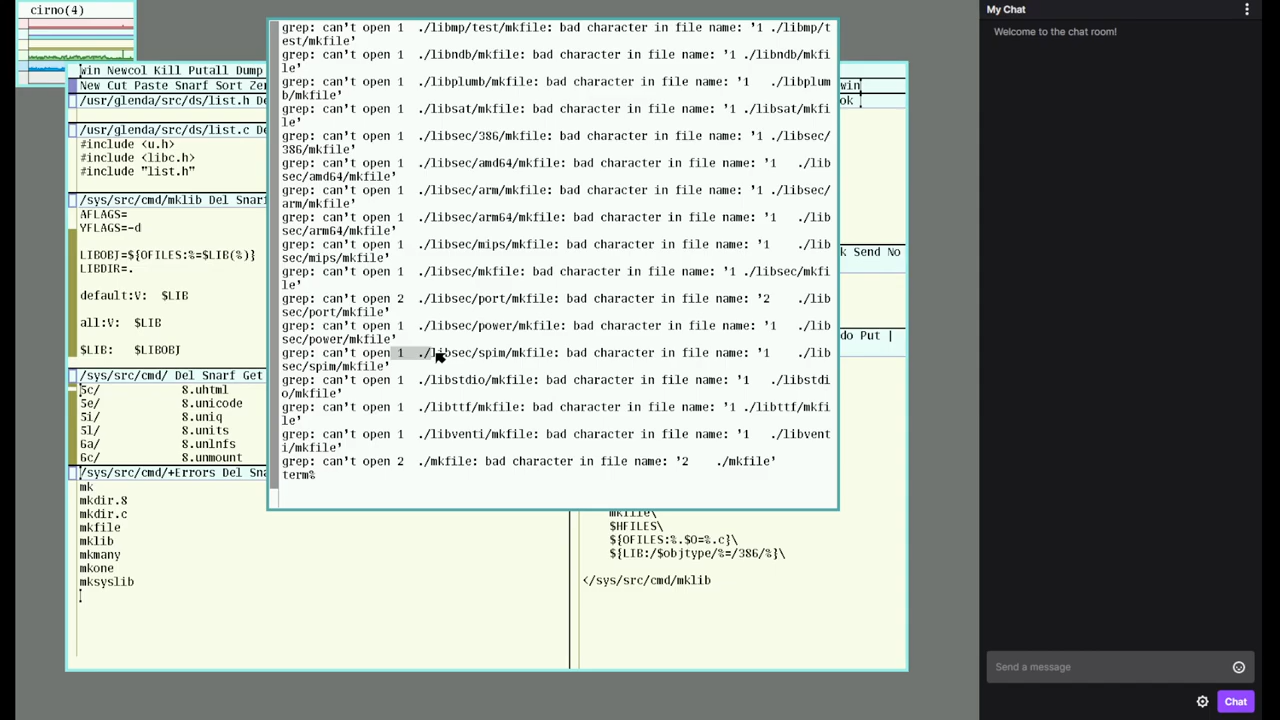 cirno(4)
win Newcol Kill Putall Dump
New Cut Paste Snarf Sort Zer
/usr/glenda/src/ds/list.h De
/usr/glenda/src/ds/list.c De
#include <u.h>
#include <libc.h>
#include "list.h"
/sys/src/cmd/mklib Del Snarf
AFLAGS=
YFLAGS=-d
LIBOBJ=${OFILES:%=$LIB(%)}
LIBDIR=.
default:V: $LIB
all:V: $LIB
$LIB: $LIBOBJ
/sys/src/cmd/ Del Snarf Get
5c/ 8.uhtml
5e/ 8.unicode
5i/ 8.uniq
5l/ 8.units
6a/ 8.unlnfs
6c/ 8.unmount
/sys/src/cmd/+Errors Del Sna
mk
mkdir.8
mkdir.c
mkfile
mklib
mkmany
mkone
mksyslib
grep: can't open 1 ./libmp/test/mkfile: bad character in file name: '1 ./libmp/t
est/mkfile'
grep: can't open 1 ./libndb/mkfile: bad character in file name: '1 ./libndb/mkfi
le'
grep: can't open 1 ./libplumb/mkfile: bad character in file name: '1 ./libplum
b/mkfile'
grep: can't open 1 ./libsat/mkfile: bad character in file name: '1 ./libsat/mkfi
le'
grep: can't open 1 ./libsec/386/mkfile: bad character in file name: '1 ./libsec/
386/mkfile'
grep: can't open 1 ./libsec/amd64/mkfile: bad character in file name: '1 ./lib
sec/amd64/mkfile'
grep: can't open 1 ./libsec/arm/mkfile: bad character in file name: '1 ./libsec/
arm/mkfile'
grep: can't open 1 ./libsec/arm64/mkfile: bad character in file name: '1 ./lib
sec/arm64/mkfile'
grep: can't open 1 ./libsec/mips/mkfile: bad character in file name: '1 ./lib
sec/mips/mkfile'
grep: can't open 1 ./libsec/mkfile: bad character in file name: '1 ./libsec/mkfi
le'
grep: can't open 2 ./libsec/port/mkfile: bad character in file name: '2 ./lib
sec/port/mkfile'
grep: can't open 1 ./libsec/power/mkfile: bad character in file name: '1 ./lib
sec/power/mkfile'
grep: can't open 1 ./libsec/spim/mkfile: bad character in file name: '1 ./lib
sec/spim/mkfile'
grep: can't open 1 ./libstdio/mkfile: bad character in file name: '1 ./libstdi
o/mkfile'
grep: can't open 1 ./libttf/mkfile: bad character in file name: '1 ./libttf/mkfi
le'
grep: can't open 1 ./libventi/mkfile: bad character in file name: '1 ./libvent
i/mkfile'
grep: can't open 2 ./mkfile: bad character in file name: '2 ./mkfile'
term%
win
ok
k Send No
do Put |
mkfile\
$HFILES\
${OFILES:%.$O=%.c}\
${LIB:/$objtype/%=/386/%}\
</sys/src/cmd/mklib
My Chat
Welcome to the chat room!
Send a message
Chat